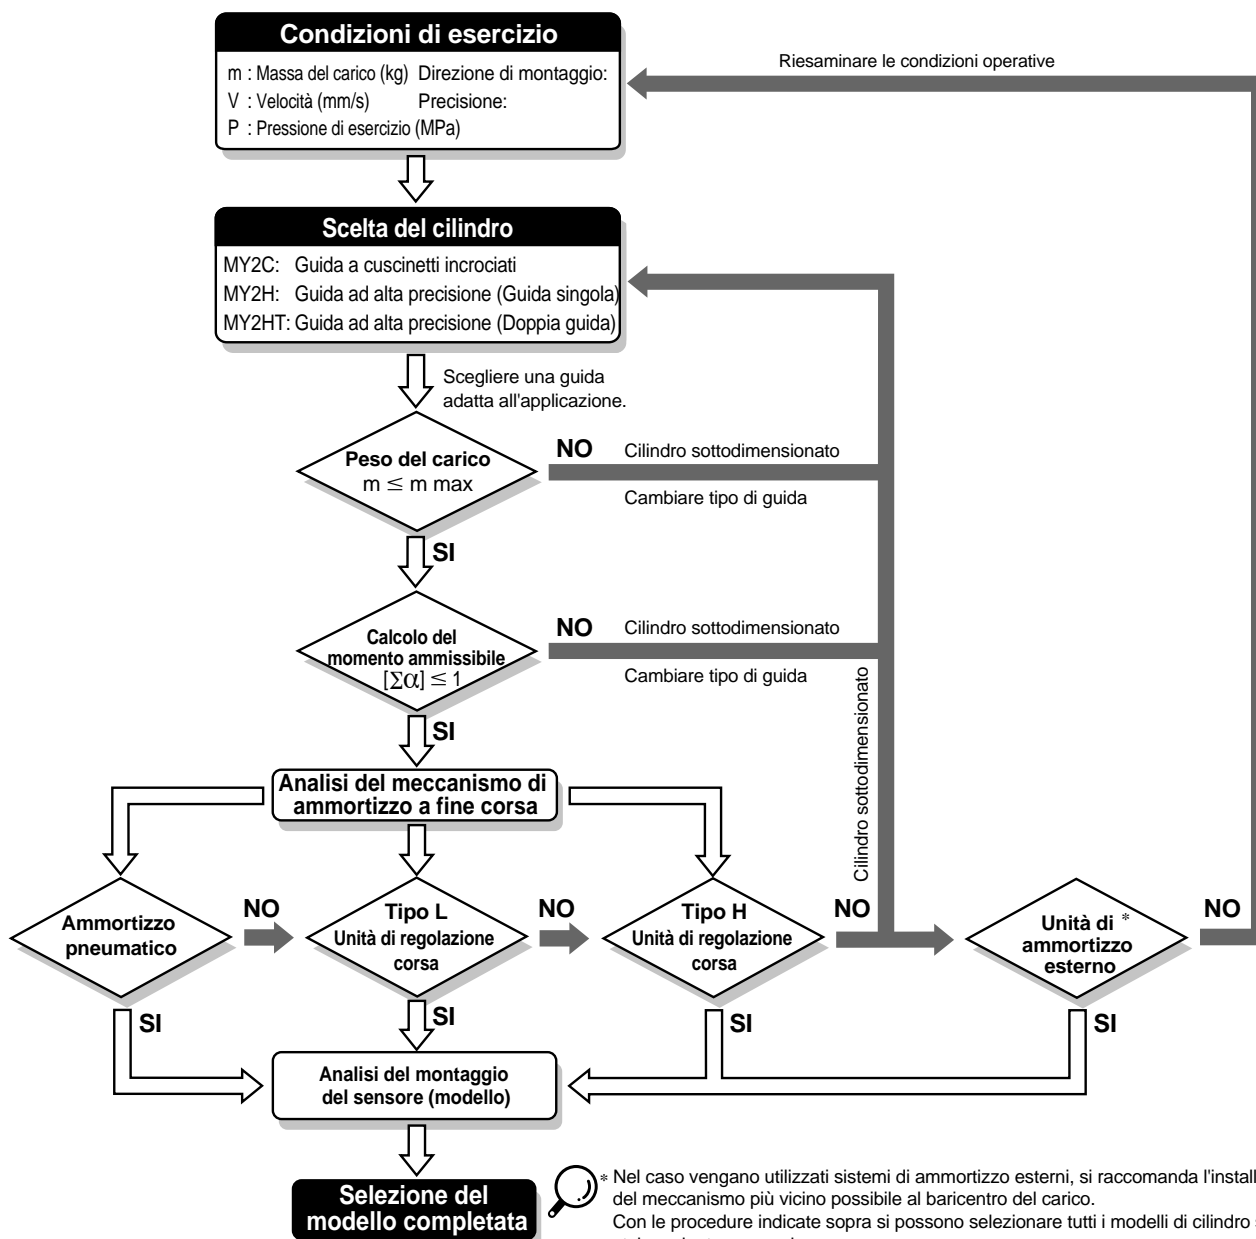 Condizioni di esercizio
m : Massa del carico (kg) Direzione di montaggio:
V : Velocità (mm/s) Precisione:
P : Pressione di esercizio (MPa)
Riesaminare le condizioni operative
Scelta del cilindro
MY2C: Guida a cuscinetti incrociati
MY2H: Guida ad alta precisione (Guida singola)
MY2HT: Guida ad alta precisione (Doppia guida)
Scegliere una guida
adatta all'applicazione.
Peso del carico
m ≤ m max
NO
Cilindro sottodimensionato
Cambiare tipo di guida
SI
Calcolo del
momento ammissibile
[Σα] ≤ 1
NO
Cilindro sottodimensionato
Cambiare tipo di guida
SI
Cilindro sottodimensionato
Analisi del meccanismo di
ammortizzo a fine corsa
Ammortizzo
pneumatico
NO
SI
Tipo L
Unità di regolazione
corsa
NO
SI
Tipo H
Unità di regolazione
corsa
NO
SI
Unità di *
ammortizzo
esterno
NO
SI
Analisi del montaggio
del sensore (modello)
Selezione del
modello completata
* Nel caso vengano utilizzati sistemi di ammortizzo esterni, si raccomanda l'install
del meccanismo più vicino possibile al baricentro del carico.
Con le procedure indicate sopra si possono selezionare tutti i modelli di cilindro